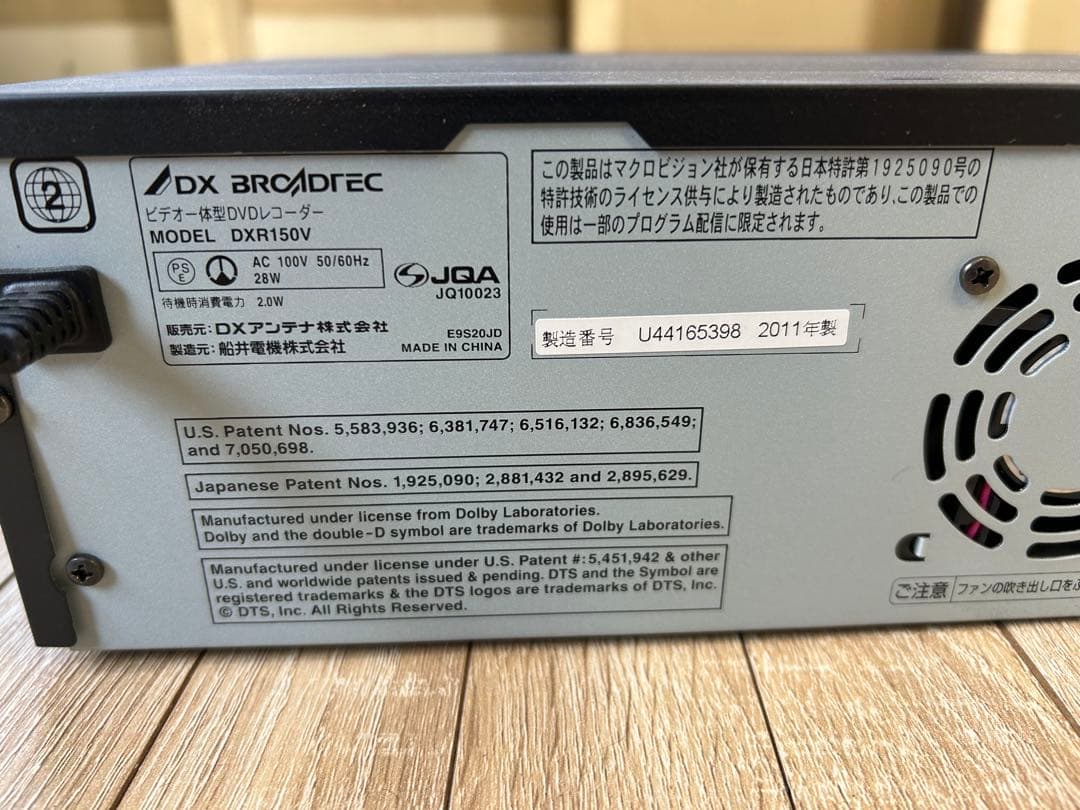 2
DX BROADTEC
ビデオ一体型DVDレコーダー
MODEL DXR150V
PS
E
AC 100V 50/60Hz
28W
JQA
JQ10023
待機時消費電力 2.0W
販売元:DXアンテナ株式会社
製造元:船井電機株式会社
E9S20JD
MADE IN CHINA
この製品はマクロビジョン社が保有する日本特許第1925090号の
特許技術のライセンス供与により製造されたものであり、この製品での
使用は一部のプログラム配信に限定されます。
製造番号 U44165398 2011年製
U.S. Patent Nos. 5,583,936; 6,381,747; 6,516,132; 6,836,549;
and 7,050,698.
Japanese Patent Nos. 1,925,090; 2,881,432 and 2,895,629.
Manufactured under license from Dolby Laboratories.
Dolby and the double-D symbol are trademarks of Dolby Laboratories.
Manufactured under license under U.S. Patent #: 5,451,942 & other
U.S. and worldwide patents issued & pending. DTS and the Symbol are
registered trademarks & the DTS logos are trademarks of DTS, Inc.
© DTS, Inc. All Rights Reserved.
ご注意 ファンの吹き出し口を